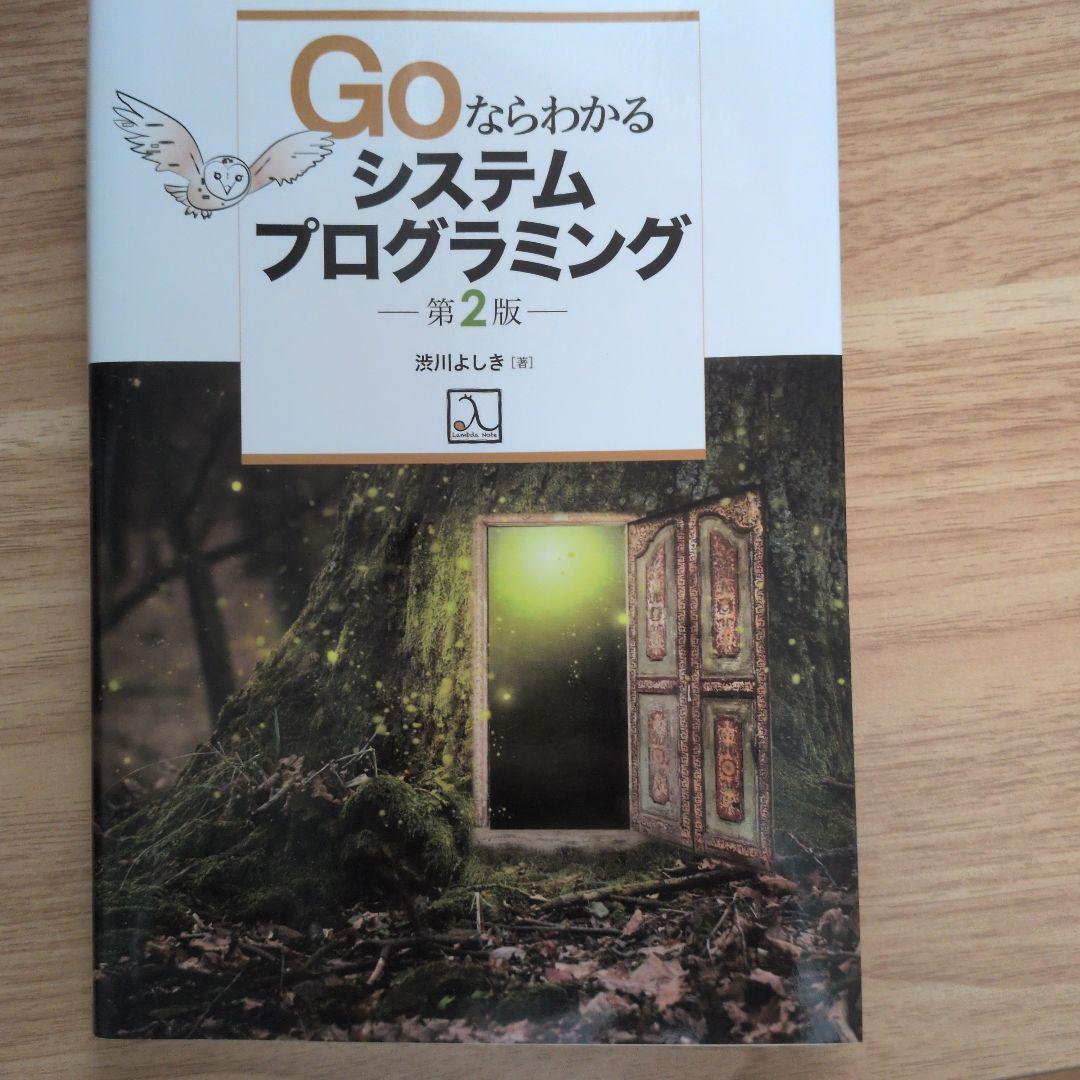 Goならわかる
システム
プログラミング
第2版
渋川よしき[著]
Lambda Note